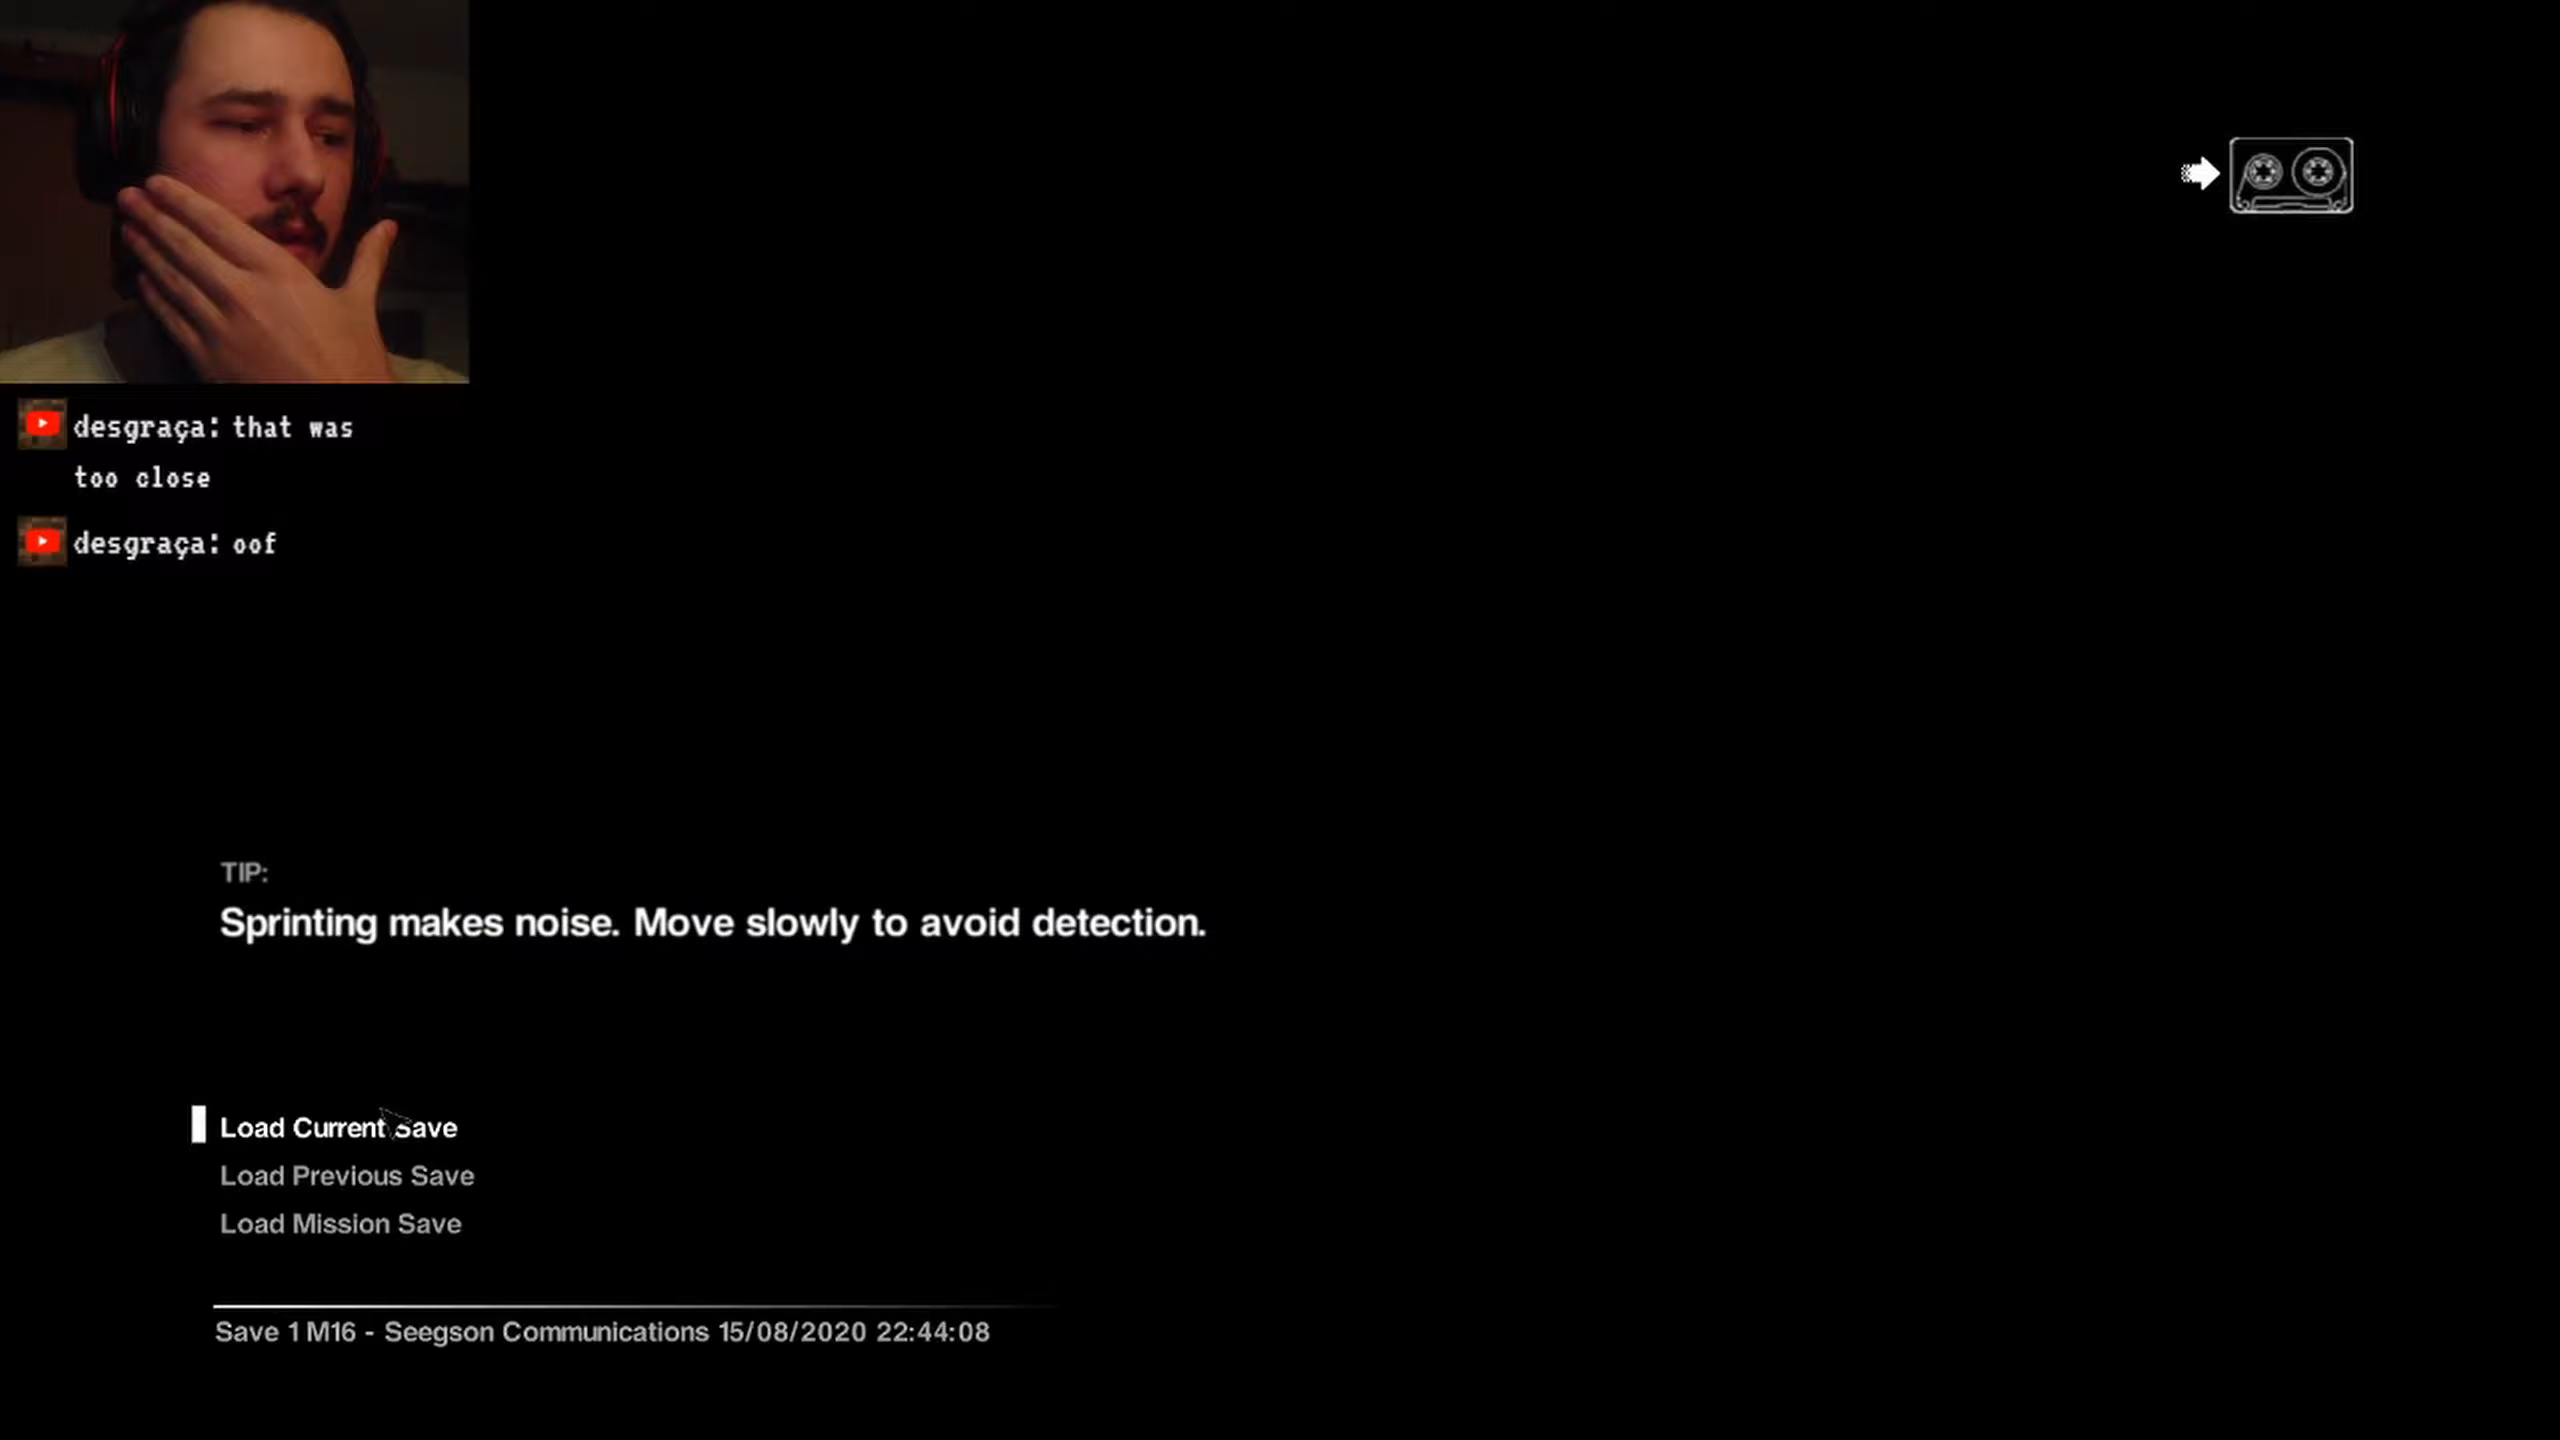 desgraça: that was
too close
desgraça: oof
TIP:
Sprinting makes noise. Move slowly to avoid detection.
Load Current Save
Load Previous Save
Load Mission Save
Save 1 M16 - Seegson Communications 15/08/2020 22:44:08